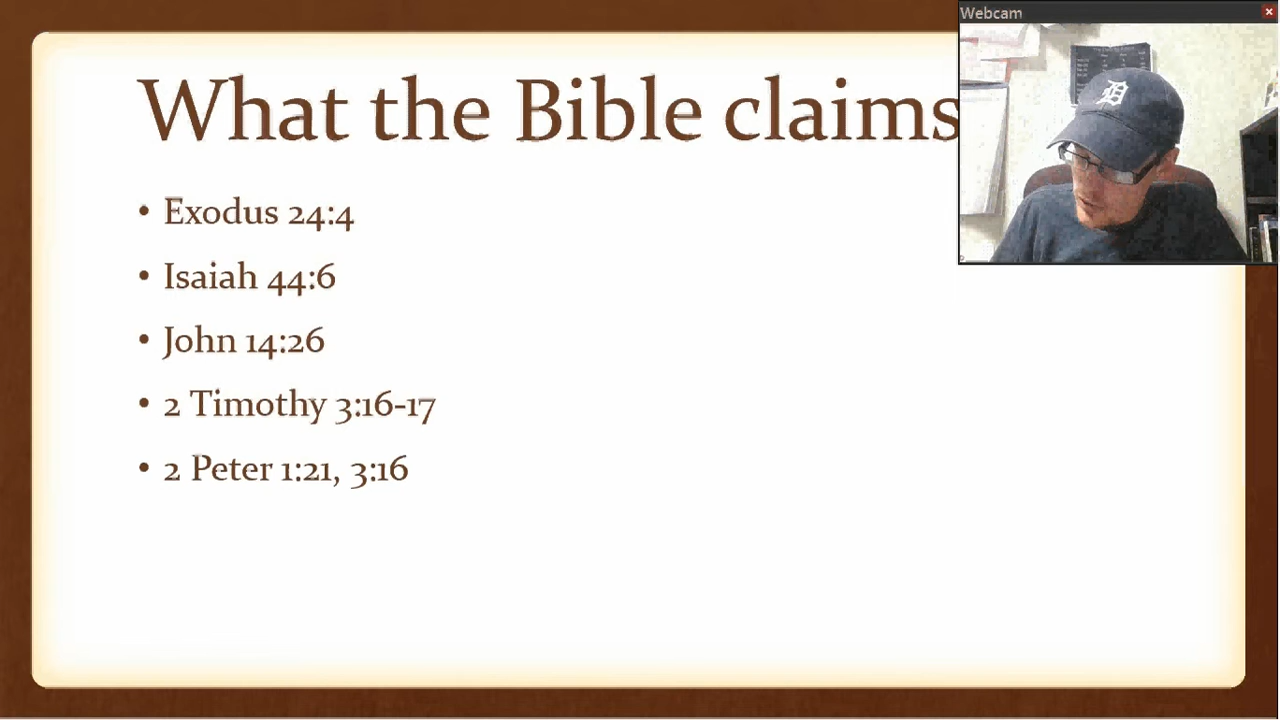 Webcam
What the Bible claims
• Exodus 24:4
• Isaiah 44:6
• John 14:26
• 2 Timothy 3:16-17
• 2 Peter 1:21, 3:16